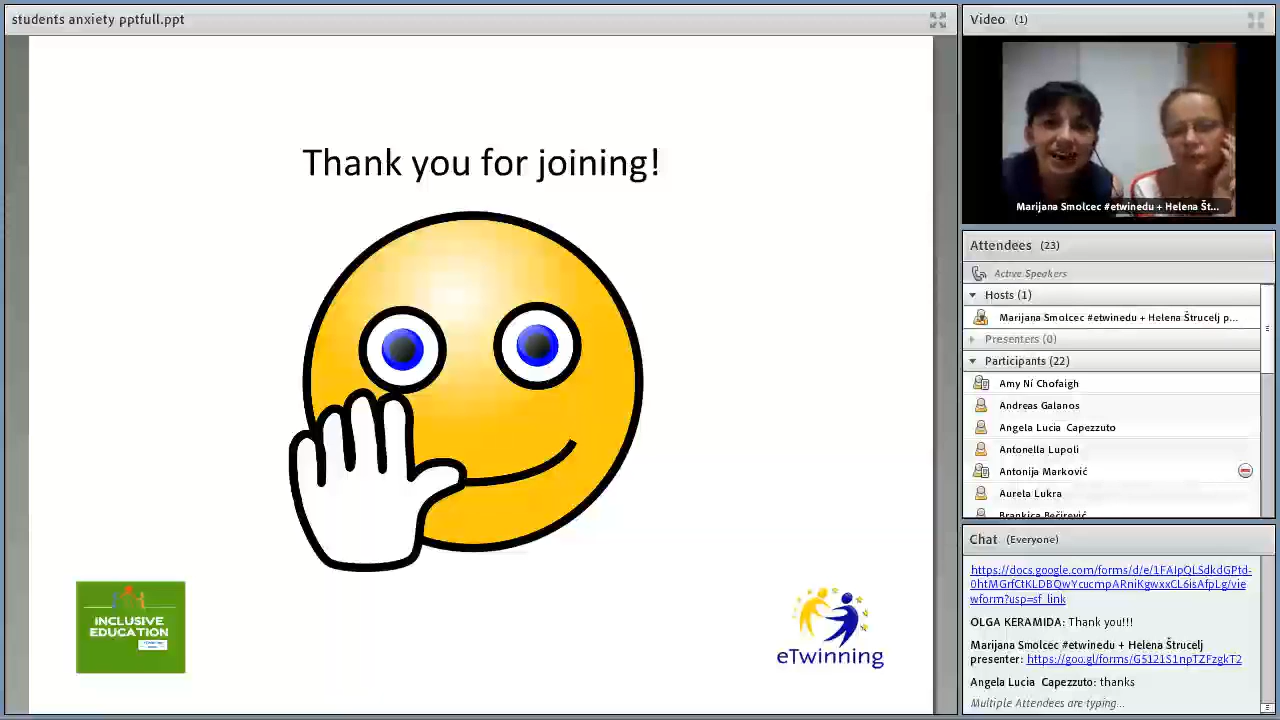 students anxiety pptfull.ppt
Thank you for joining!
INCLUSIVE
EDUCATION
eTwinning
Video (1)
Marijana Smolcec #etwinedu + Helena Št...
Attendees (23)
Active Speakers
Hosts (1)
Marijana Smolcec #etwinedu + Helena Štrucelj p...
Presenters (0)
Participants (22)
Amy Ní Chofaigh
Andreas Galanos
Angela Lucia Capezzuto
Antonella Lupoli
Antonija Marković
Aurela Lukra
Brankica Bećirević
Chat (Everyone)
https://docs.google.com/forms/d/e/1FAIpQLSdkdGPtd-
0htMGrfCtKLDBQwYcucmpARniKgwxxCL6isAfpLg/vie
wform?usp=sf_link
OLGA KERAMIDA: Thank you!!!
Marijana Smolcec #etwinedu + Helena Štrucelj
presenter: https://goo.gl/forms/G5121S1npTZFzgkT2
Angela Lucia Capezzuto: thanks
Multiple Attendees are typing...